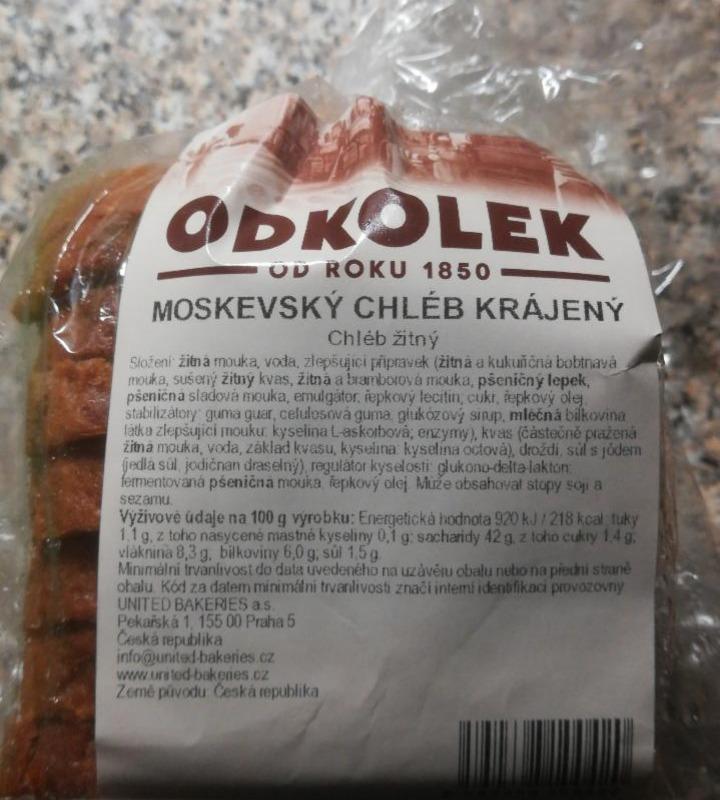 ODKOLEK
OD ROKU 1850
MOSKEVSKÝ CHLÉB KRÁJENÝ
Chléb žitný
Složení: žitná mouka, voda, zlepšující přípravek (žitná a kukuřičná bobtnavá
mouka, sušený žitný kvas, žitná a bramborová mouka, pšeničný lepek,
pšeničná sladová mouka, emulgátor: řepkový lecitin; cukr, řepkový olej,
stabilizátory: guma guar, celulosová guma; glukózový sirup, mléčná bílkovina
látka zlepšující mouku: kyselina L-askorbová; enzymy), kvas (částečně pražená
žitná mouka, voda, základ kvasu, kyselina: kyselina octová), droždí, sůl s jódem
(jedlá sůl, jodičnan draselný), regulátor kyselosti: glukono-delta-lakton;
fermentovaná pšeničná mouka, řepkový olej. Může obsahovat stopy sóji a
sezamu.
Výživové údaje na 100 g výrobku: Energetická hodnota 920 kJ / 218 kcal; tuky
1,1 g, z toho nasycené mastné kyseliny 0,1 g; sacharidy 42 g, z toho cukry 1,4 g;
vláknina 8,3 g; bílkoviny 6,0 g; sůl 1,5 g.
Minimální trvanlivost do data uvedeného na uzávěru obalu nebo na přední straně
obalu. Kód za datem minimální trvanlivosti značí interní identifikaci provozovny.
UNITED BAKERIES a.s.
Pekařská 1, 155 00 Praha 5
Česká republika
info@united-bakeries.cz
www.united-bakeries.cz
Země původu: Česká republika